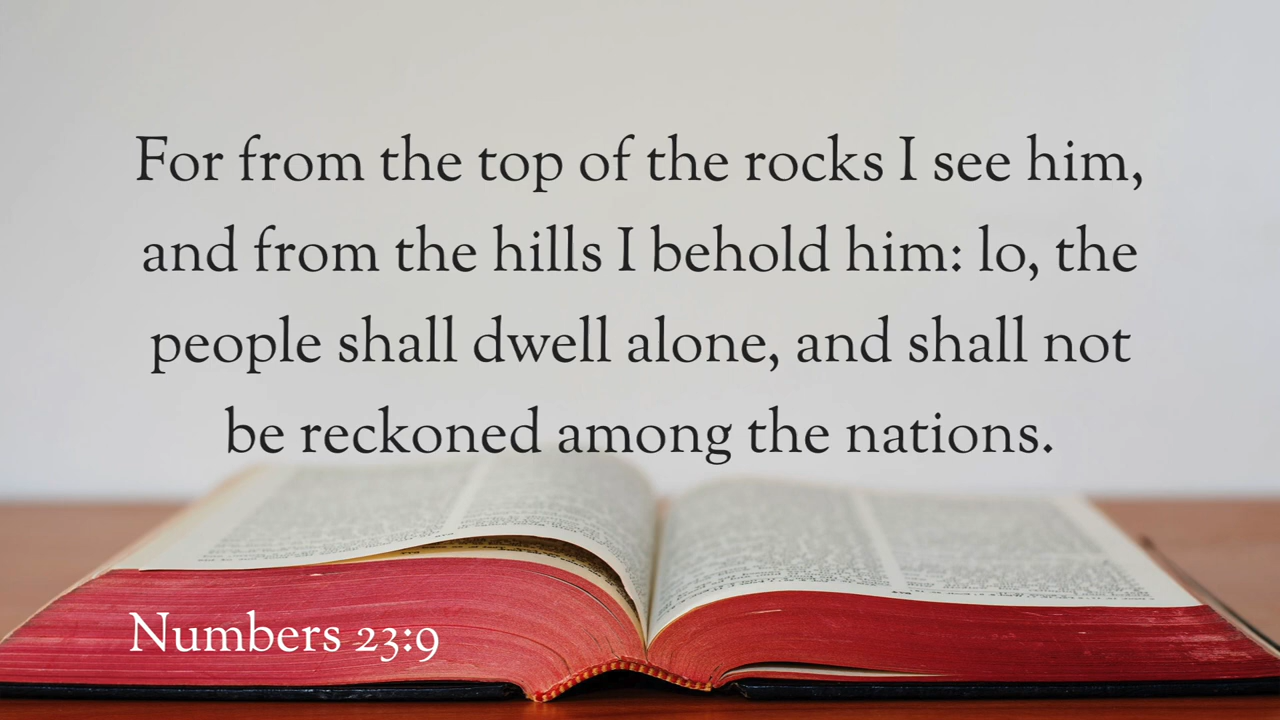 For from the top of the rocks I see him,
and from the hills I behold him: lo, the
people shall dwell alone, and shall not
be reckoned among the nations.
Numbers 23:9